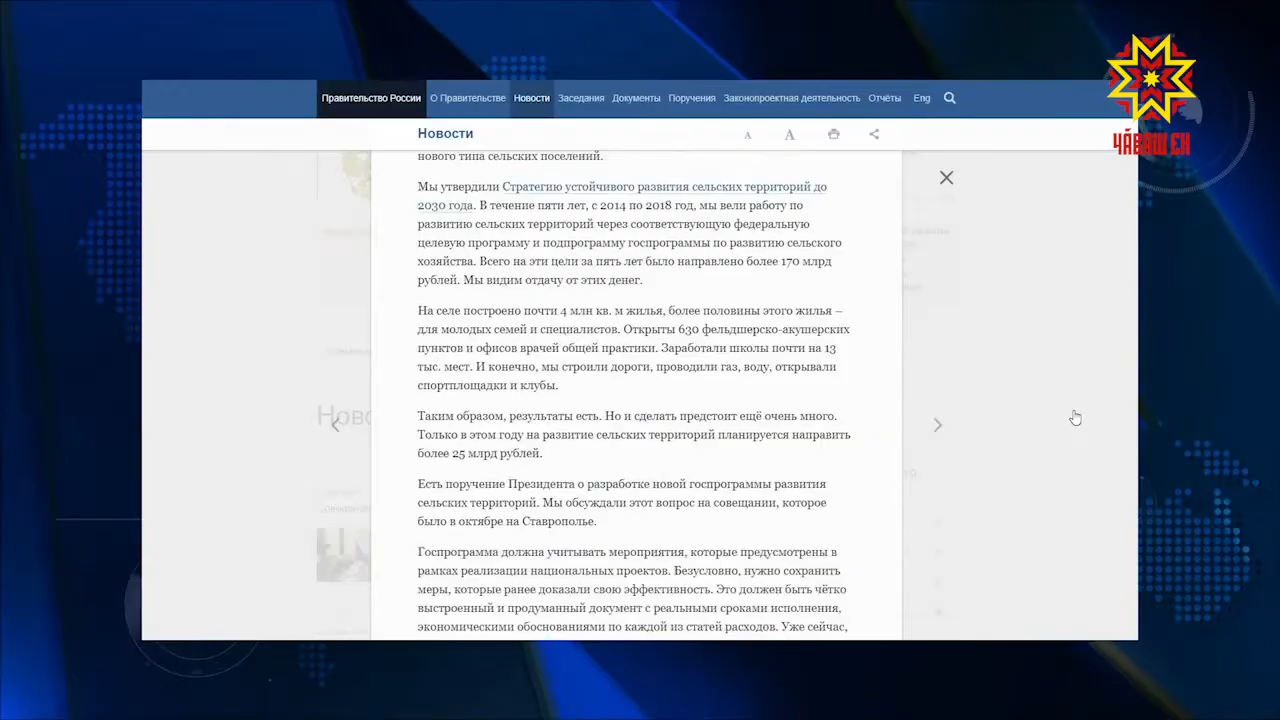 Правительство России О Правительстве Новости Заседания Документы Поручения Законопроектная деятельность Отчёты Eng
ЧӐВАШ ЕН
Новости А А
нового типа сельских поселений.
Мы утвердили Стратегию устойчивого развития сельских территорий до
2030 года. В течение пяти лет, с 2014 по 2018 год, мы вели работу по
развитию сельских территорий через соответствующую федеральную
целевую программу и подпрограмму госпрограммы по развитию сельского
хозяйства. Всего на эти цели за пять лет было направлено более 170 млрд
рублей. Мы видим отдачу от этих денег.
На селе построено почти 4 млн кв. м жилья, более половины этого жилья –
для молодых семей и специалистов. Открыты 630 фельдшерско-акушерских
пунктов и офисов врачей общей практики. Заработали школы почти на 13
тыс. мест. И конечно, мы строили дороги, проводили газ, воду, открывали
спортплощадки и клубы.
Таким образом, результаты есть. Но и сделать предстоит ещё очень много.
Только в этом году на развитие сельских территорий планируется направить
более 25 млрд рублей.
Есть поручение Президента о разработке новой госпрограммы развития
сельских территорий. Мы обсуждали этот вопрос на совещании, которое
было в октябре на Ставрополье.
Госпрограмма должна учитывать мероприятия, которые предусмотрены в
рамках реализации национальных проектов. Безусловно, нужно сохранить
меры, которые ранее доказали свою эффективность. Это должен быть чётко
выстроенный и продуманный документ с реальными сроками исполнения,
экономическими обоснованиями по каждой из статей расходов. Уже сейчас,